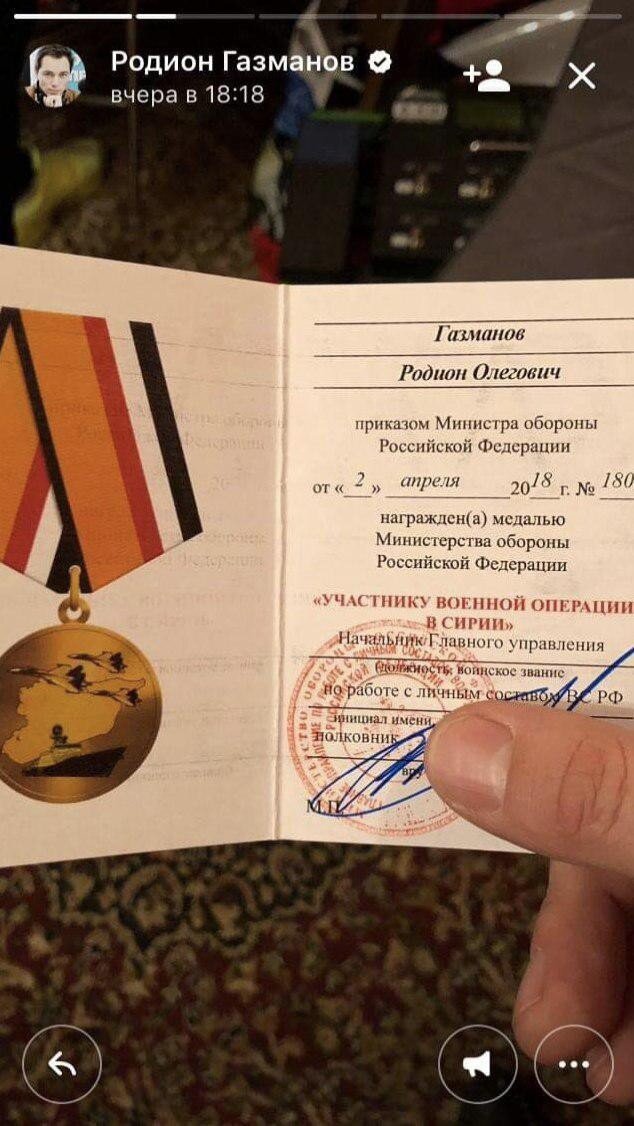 Родион Газманов
вчера в 18:18
Газманов
Родион Олегович
приказом Министра обороны
Российской Федерации
от «2» апреля 2018 г. № 180
награжден(а) медалью
Министерства обороны
Российской Федерации
«УЧАСТНИКУ ВОЕННОЙ ОПЕРАЦИИ
В СИРИИ»
Начальник Главного управления
(должность, воинское звание
по работе с личным составом ВС РФ
инициал имени,
полковник
М.П.